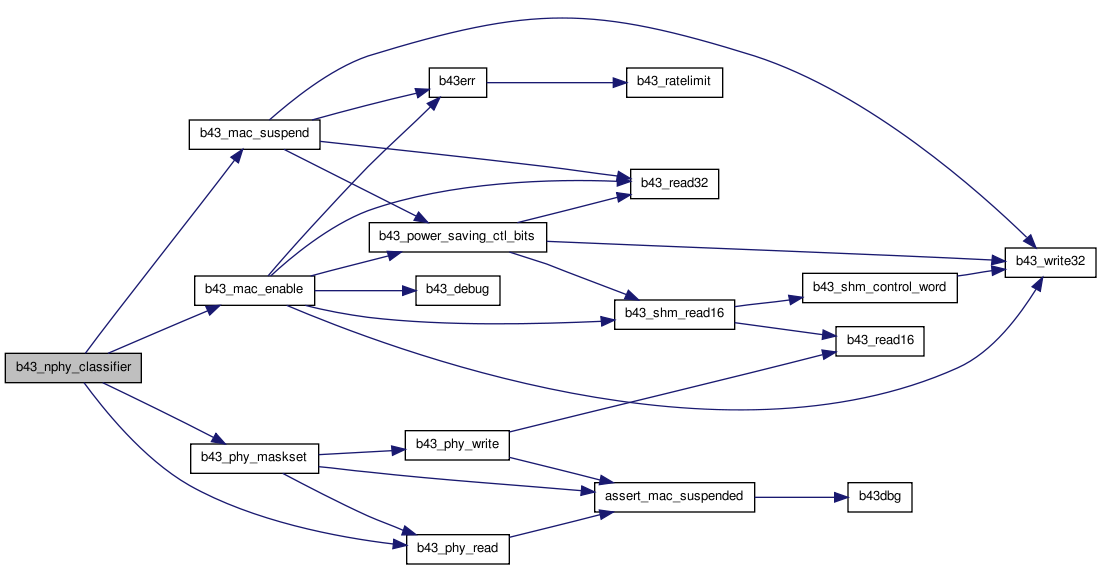 b43err
b43_ratelimit
b43_mac_suspend
b43_read32
b43_power_saving_ctl_bits
b43_write32
b43_mac_enable
b43_debug
b43_shm_control_word
b43_shm_read16
b43_read16
b43_nphy_classifier
b43_phy_write
b43_phy_maskset
assert_mac_suspended
b43dbg
b43_phy_read